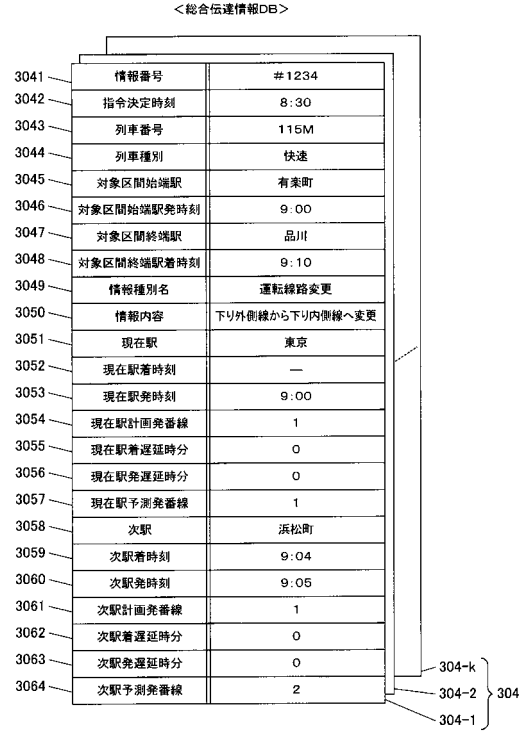 ＜総合伝達情報DB＞
3041 情報番号 #1234
3042 指令決定時刻 8:30
3043 列車番号 115M
3044 列車種別 快速
3045 対象区間始端駅 有楽町
3046 対象区間始端駅発時刻 9:00
3047 対象区間終端駅 品川
3048 対象区間終端駅着時刻 9:10
3049 情報種別名 運転線路変更
3050 情報内容 下り外側線から下り内側線へ変更
3051 現在駅 東京
3052 現在駅着時刻 —
3053 現在駅発時刻 9:00
3054 現在駅計画発番線 1
3055 現在駅着遅延時分 0
3056 現在駅発遅延時分 0
3057 現在駅予測発番線 1
3058 次駅 浜松町
3059 次駅着時刻 9:04
3060 次駅発時刻 9:05
3061 次駅計画発番線 1
3062 次駅着遅延時分 0
3063 次駅発遅延時分 0
3064 次駅予測発番線 2
304-k
304-2 304
304-1